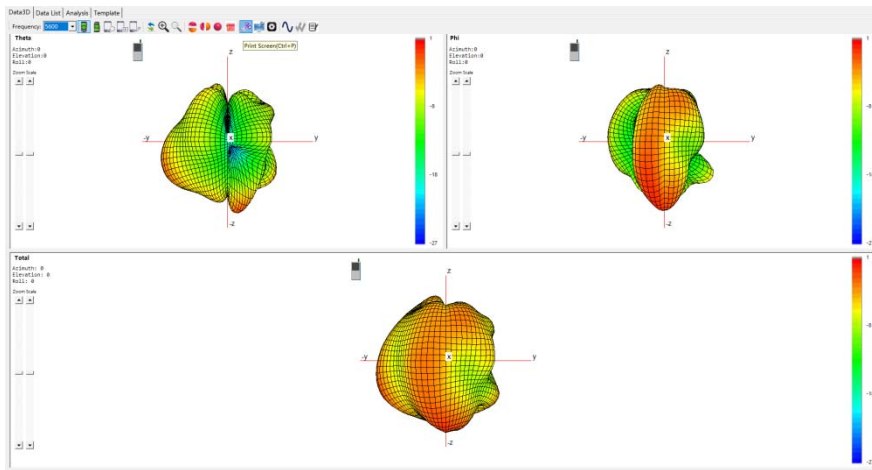 Data3D Data List Analysis Template
Frequency: 5600
Print Screen(Ctrl+P)
Theta
Azimuth:0
Elevation:0
Roll:0
Zoom Scale
z
-y x y
-z
1
-8
-18
-27
Phi
Azimuth:0
Elevation:0
Roll:0
Zoom Scale
z
-y x y
-z
1
-8
Total
Azimuth: 0
Elevation: 0
Roll: 0
Zoom Scale
z
-y x y
-z
1
-8